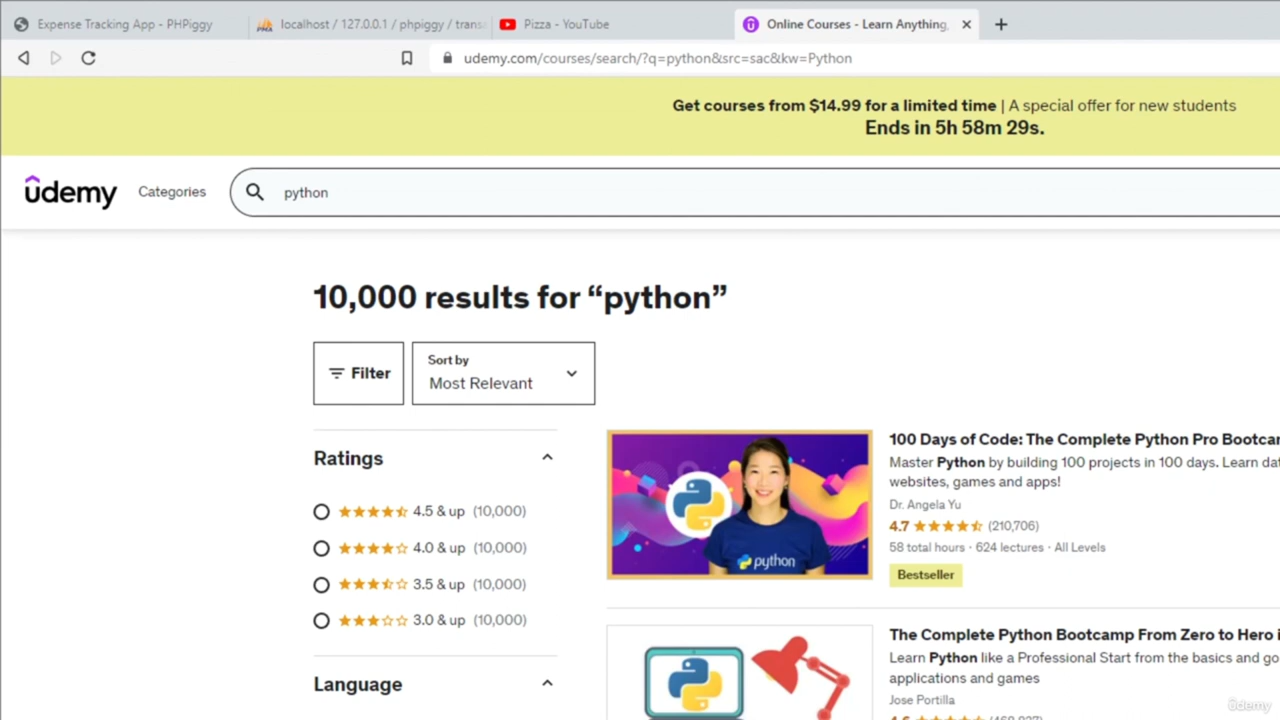 Expense Tracking App - PHPiggy
localhost / 127.0.0.1 / phpiggy / trans
Pizza - YouTube
Online Courses - Learn Anything,
udemy.com/courses/search/?q=python&src=sac&kw=Python
Get courses from $14.99 for a limited time | A special offer for new students
Ends in 5h 58m 29s.
udemy
Categories
python
10,000 results for “python”
Filter
Sort by
Most Relevant
Ratings
4.5 & up (10,000)
4.0 & up (10,000)
3.5 & up (10,000)
3.0 & up (10,000)
Language
python
100 Days of Code: The Complete Python Pro Bootca
Master Python by building 100 projects in 100 days. Learn dat
websites, games and apps!
Dr. Angela Yu
4.7 (210,706)
58 total hours · 624 lectures · All Levels
Bestseller
The Complete Python Bootcamp From Zero to Hero i
Learn Python like a Professional Start from the basics and go
applications and games
Jose Portilla
udemy